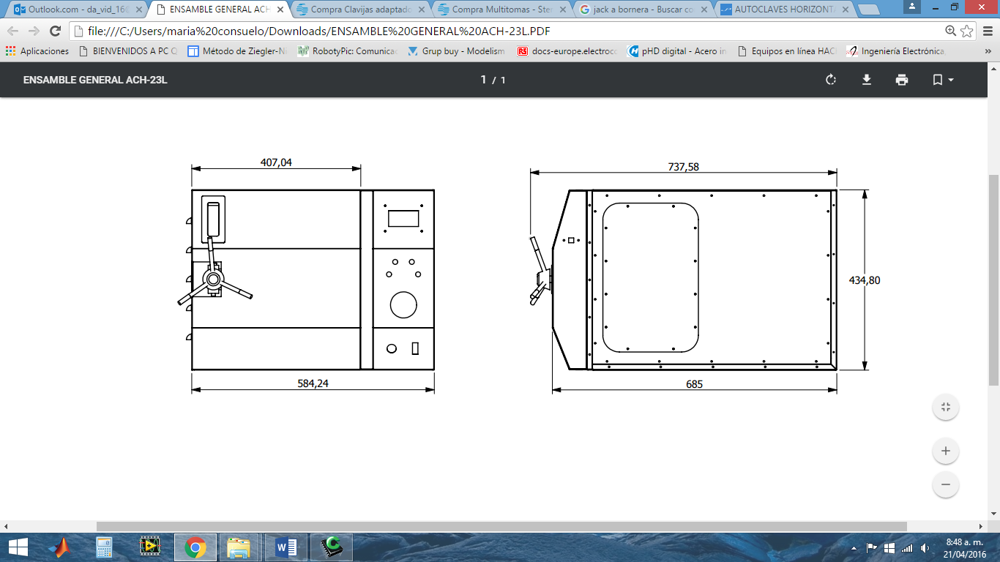 Outlook.com - da_vid_16@
ENSAMBLE GENERAL ACH
Compra Clavijas adaptado
Compra Multitomas - Ste
jack a bornera - Buscar co
AUTOCLAVES HORIZONT
file:///C:/Users/maria%20consuelo/Downloads/ENSAMBLE%20GENERAL%20ACH-23L.PDF
Aplicaciones
BIENVENIDOS A PC
Método de Ziegler-Ni
RobotyPic: Comunica
Grup buy - Modelism
docs-europe.electroc
pHD digital - Acero in
Equipos en línea HAC
Ingeniería Electrónica,
»
ENSAMBLE GENERAL ACH-23L
1 / 1
407,04
737,58
434,80
584,24
685
8:48 a. m.
21/04/2016